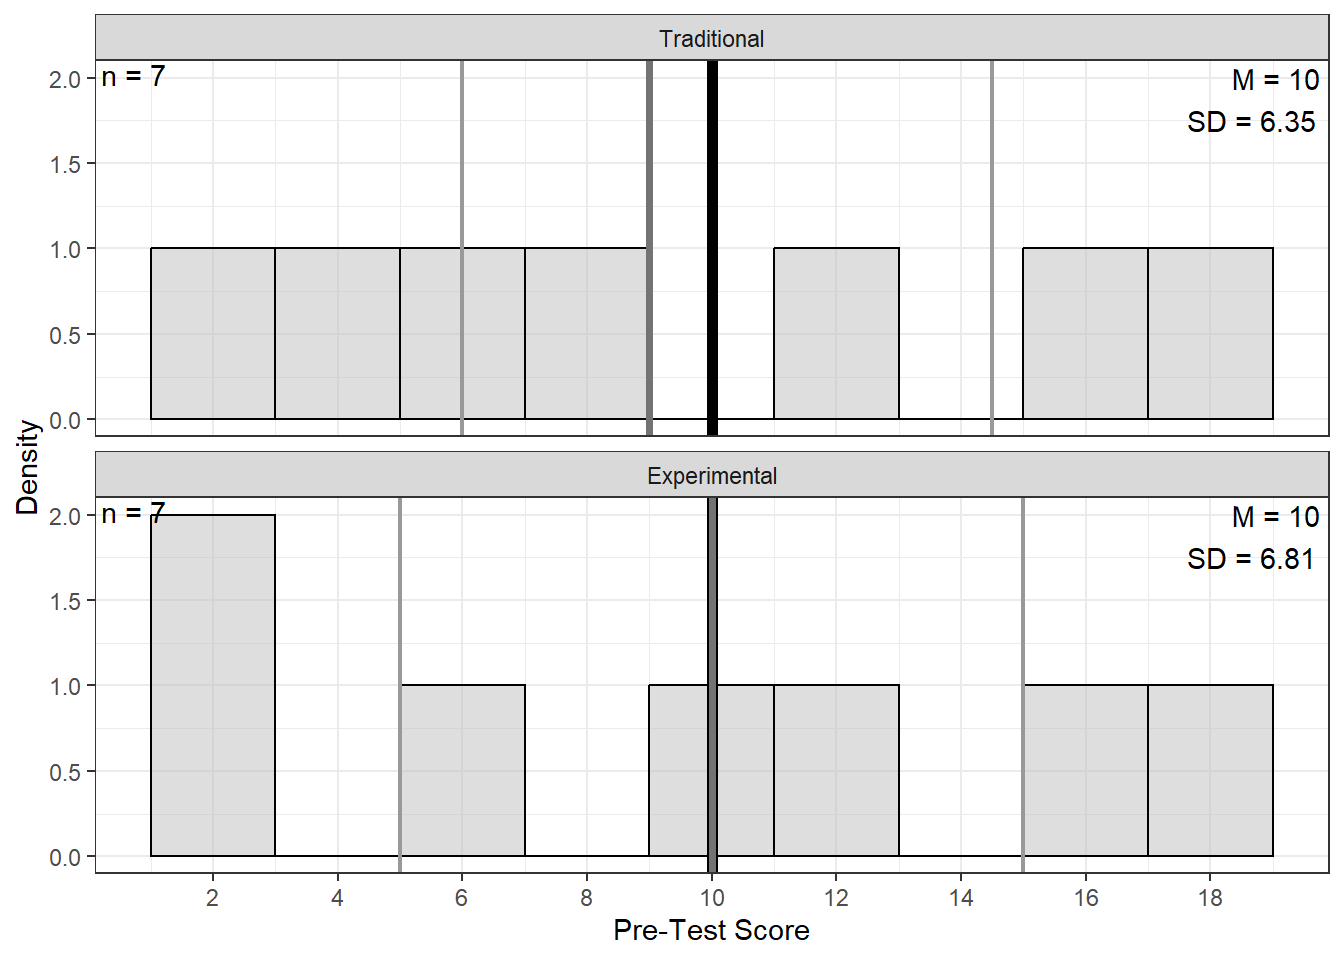 Traditional
n = 7
M = 10
SD = 6.35
2.0
1.5
1.0
0.5
0.0
Density
Experimental
n = 7
M = 10
SD = 6.81
2.0
1.5
1.0
0.5
0.0
2 4 6 8 10 12 14 16 18
Pre-Test Score